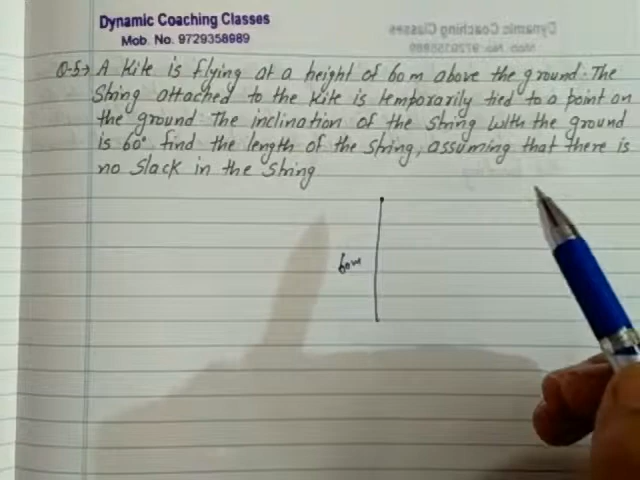 Dynamic Coaching Classes
Mob. No. 9729358989
Q-5→ A Kite is flying at a height of 60 m above the ground. The
String attached to the Kite is temporarily tied to a point on
the ground. The inclination of the string with the ground
is 60° find the length of the string, assuming that there is
no slack in the string
60m